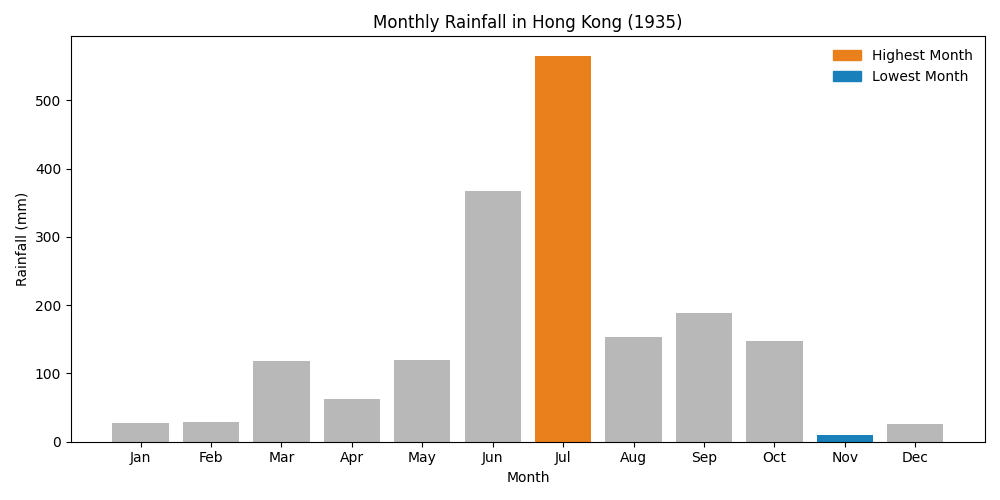 Monthly Rainfall in Hong Kong (1935)
Highest Month
Lowest Month
Rainfall (mm)
500
400
300
200
100
0
Jan Feb Mar Apr May Jun Jul Aug Sep Oct Nov Dec
Month